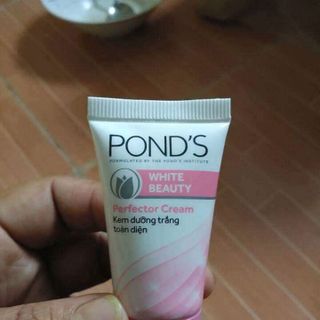 POND'S
FORMULATED BY THE POND'S INSTITUTE
WHITE
BEAUTY
Perfector Cream
Kem dưỡng trắng
toàn diện